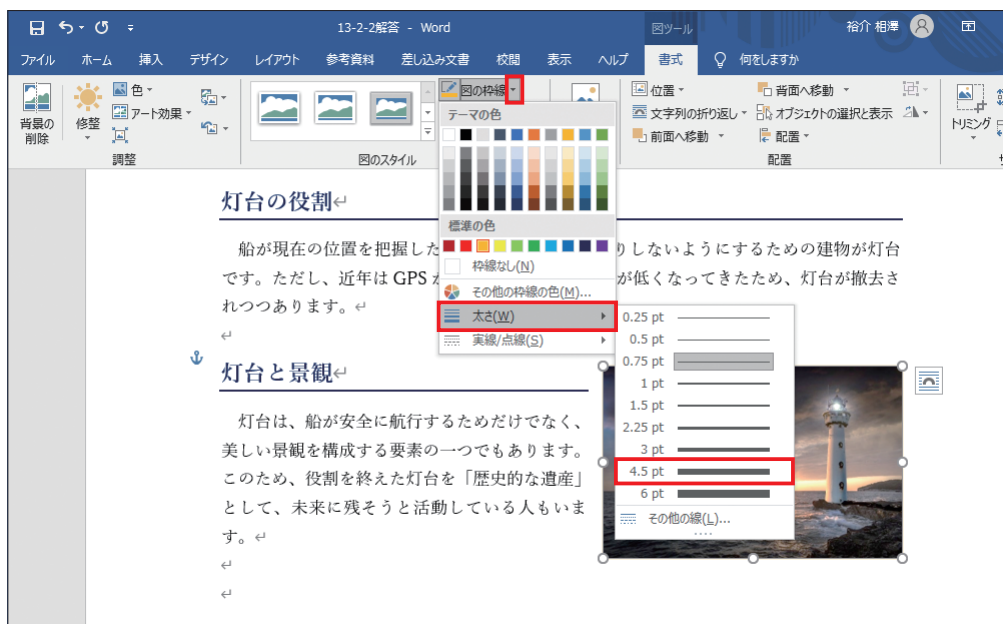 13-2-2解答 - Word
図ツール
裕介 相澤
ファイル ホーム 挿入 デザイン レイアウト 参考資料 差し込み文書 校閲 表示 ヘルプ 書式 何をしますか
背景の
削除
修整
色
アート効果
調整
図のスタイル
図の枠線
位置
文字列の折り返し
前面へ移動
背面へ移動
オブジェクトの選択と表示
配置
配置
トリミング
テーマの色
標準の色
枠線なし(N)
その他の枠線の色(M)...
太さ(W)
実線/点線(S)
0.25 pt
0.5 pt
0.75 pt
1 pt
1.5 pt
2.25 pt
3 pt
4.5 pt
6 pt
その他の線(L)...
灯台の役割↵
船が現在の位置を把握した りしないようにするための建物が灯台
です。ただし、近年は GPS が低くなってきたため、灯台が撤去さ
れつつあります。↵
↵
灯台と景観↵
灯台は、船が安全に航行するためだけでなく、
美しい景観を構成する要素の一つでもあります。
このため、役割を終えた灯台を「歴史的な遺産」
として、未来に残そうと活動している人もいま
す。↵
↵
↵